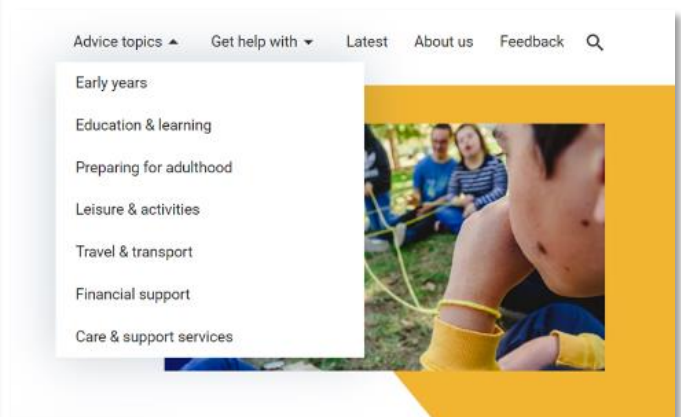 Advice topics Get help with Latest About us Feedback
Early years
Education & learning
Preparing for adulthood
Leisure & activities
Travel & transport
Financial support
Care & support services